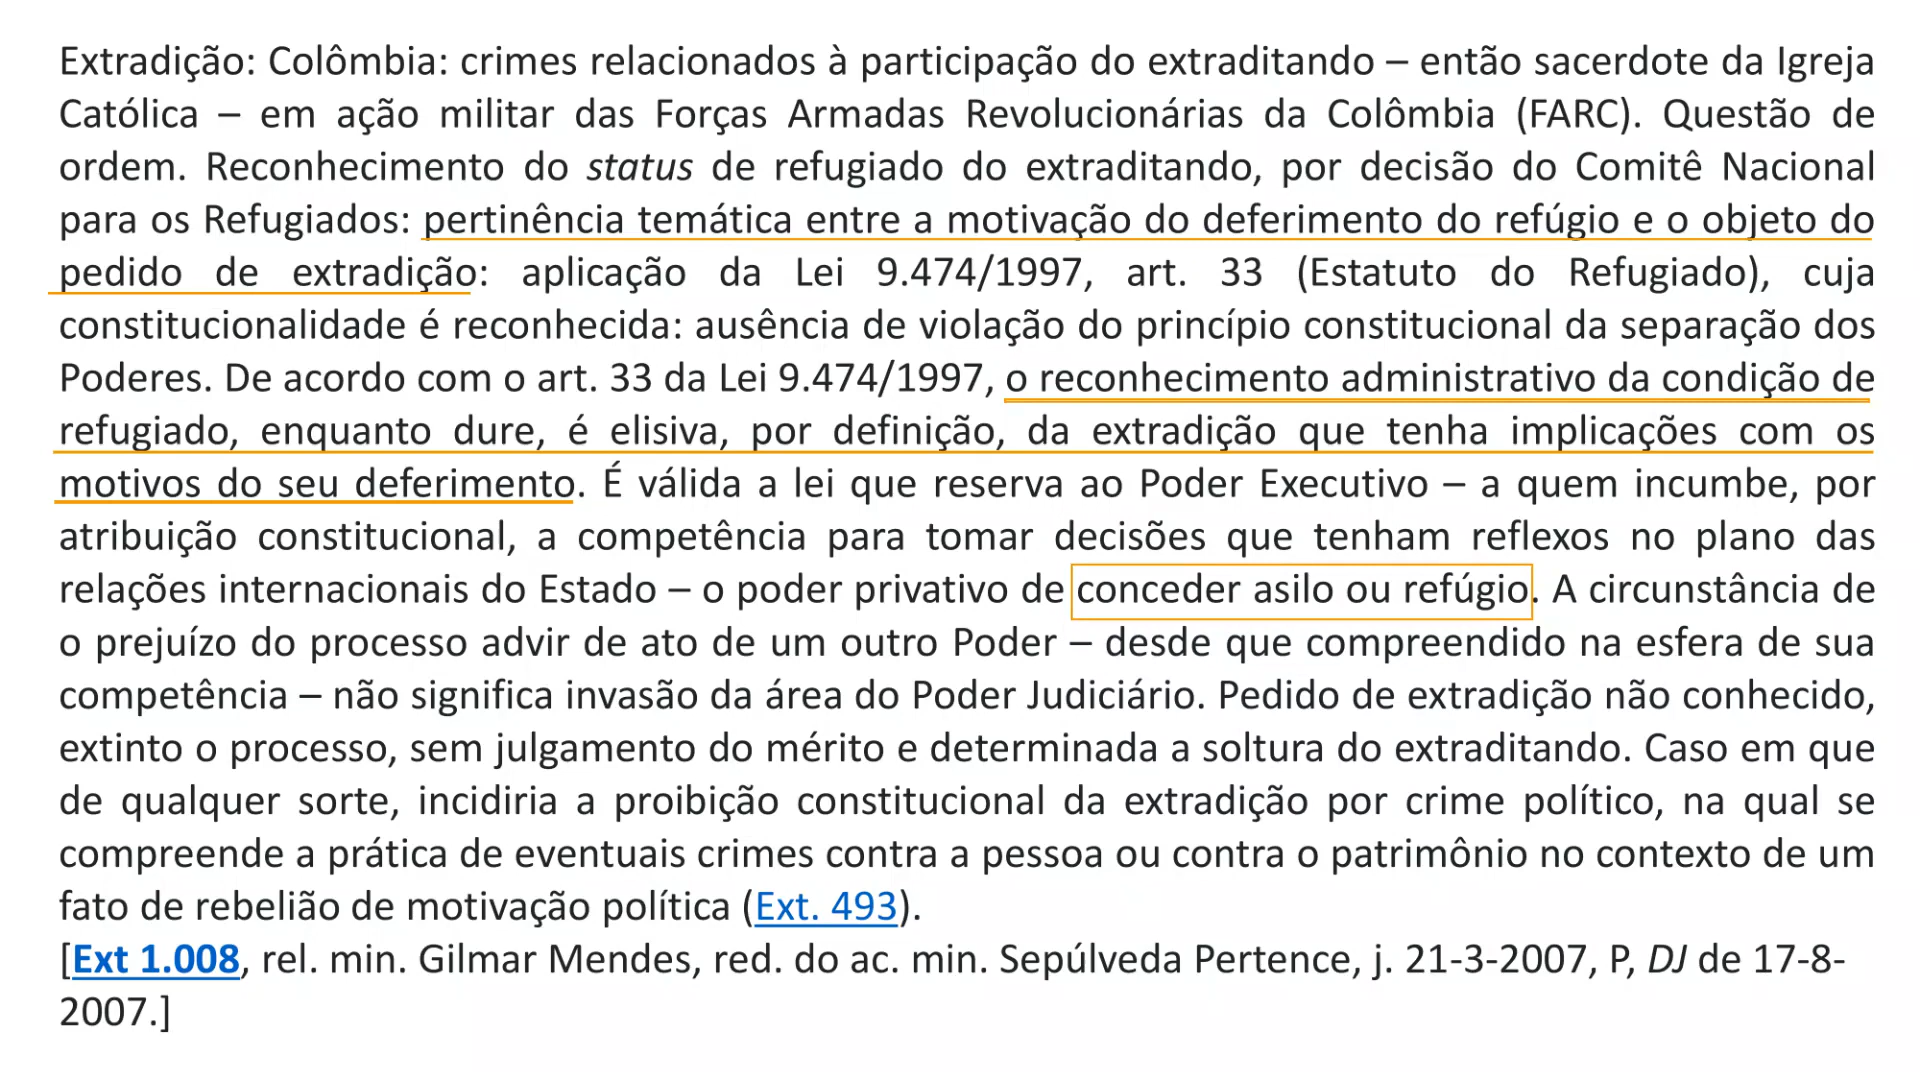 Extradição: Colômbia: crimes relacionados à participação do extraditando – então sacerdote da Igreja
Católica – em ação militar das Forças Armadas Revolucionárias da Colômbia (FARC). Questão de
ordem. Reconhecimento do status de refugiado do extraditando, por decisão do Comitê Nacional
para os Refugiados: pertinência temática entre a motivação do deferimento do refúgio e o objeto do
pedido de extradição: aplicação da Lei 9.474/1997, art. 33 (Estatuto do Refugiado), cuja
constitucionalidade é reconhecida: ausência de violação do princípio constitucional da separação dos
Poderes. De acordo com o art. 33 da Lei 9.474/1997, o reconhecimento administrativo da condição de
refugiado, enquanto dure, é elisiva, por definição, da extradição que tenha implicações com os
motivos do seu deferimento. É válida a lei que reserva ao Poder Executivo – a quem incumbe, por
atribuição constitucional, a competência para tomar decisões que tenham reflexos no plano das
relações internacionais do Estado – o poder privativo de conceder asilo ou refúgio. A circunstância de
o prejuízo do processo advir de ato de um outro Poder – desde que compreendido na esfera de sua
competência – não significa invasão da área do Poder Judiciário. Pedido de extradição não conhecido,
extinto o processo, sem julgamento do mérito e determinada a soltura do extraditando. Caso em que
de qualquer sorte, incidiria a proibição constitucional da extradição por crime político, na qual se
compreende a prática de eventuais crimes contra a pessoa ou contra o patrimônio no contexto de um
fato de rebelião de motivação política (Ext. 493).
[Ext 1.008, rel. min. Gilmar Mendes, red. do ac. min. Sepúlveda Pertence, j. 21-3-2007, P, DJ de 17-8-
2007.]